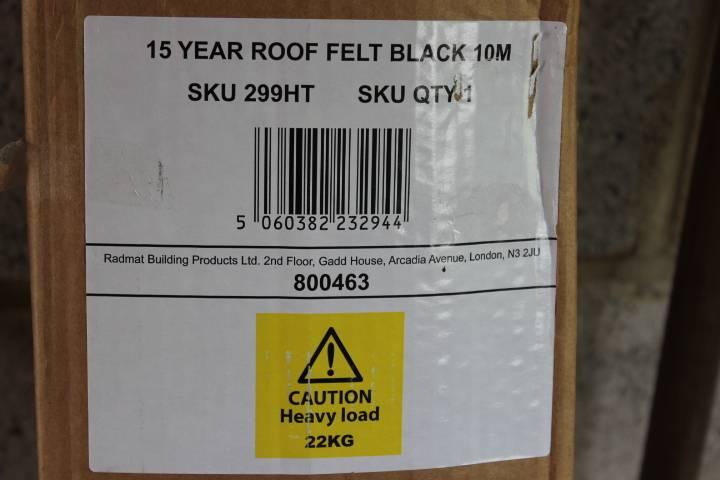 15 YEAR ROOF FELT BLACK 10M
SKU 299HT SKU QTY 1
5 060382 232944
Radmat Building Products Ltd. 2nd Floor, Gadd House, Arcadia Avenue, London, N3 2JU
800463
CAUTION
Heavy load
22KG